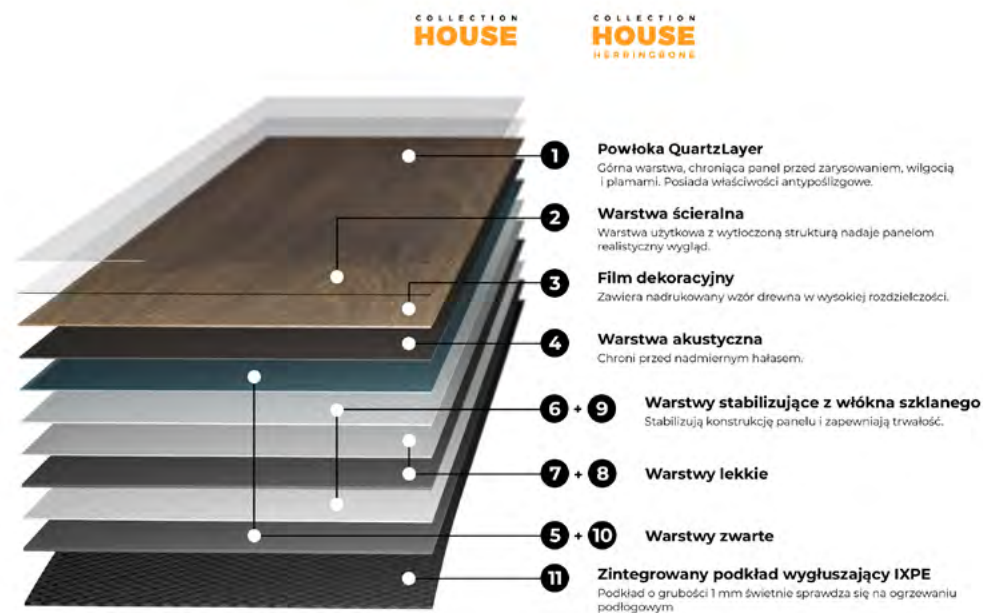 COLLECTION
HOUSE
COLLECTION
HOUSE
HERRINGBONE
1 Powłoka QuartzLayer
Górna warstwa, chroniąca panel przed zarysowaniem, wilgocią
i plamami. Posiada właściwości antypoślizgowe.
2 Warstwa ścieralna
Warstwa użytkowa z wytłoczoną strukturą nadaje panelom
realistyczny wygląd.
3 Film dekoracyjny
Zawiera nadrukowany wzór drewna w wysokiej rozdzielczości.
4 Warstwa akustyczna
Chroni przed nadmiernym hałasem.
6 + 9 Warstwy stabilizujące z włókna szklanego
Stabilizują konstrukcję panelu i zapewniają trwałość.
7 + 8 Warstwy lekkie
5 + 10 Warstwy zwarte
11 Zintegrowany podkład wygłuszający IXPE
Podkład o grubości 1 mm świetnie sprawdza się na ogrzewaniu
podłogowym